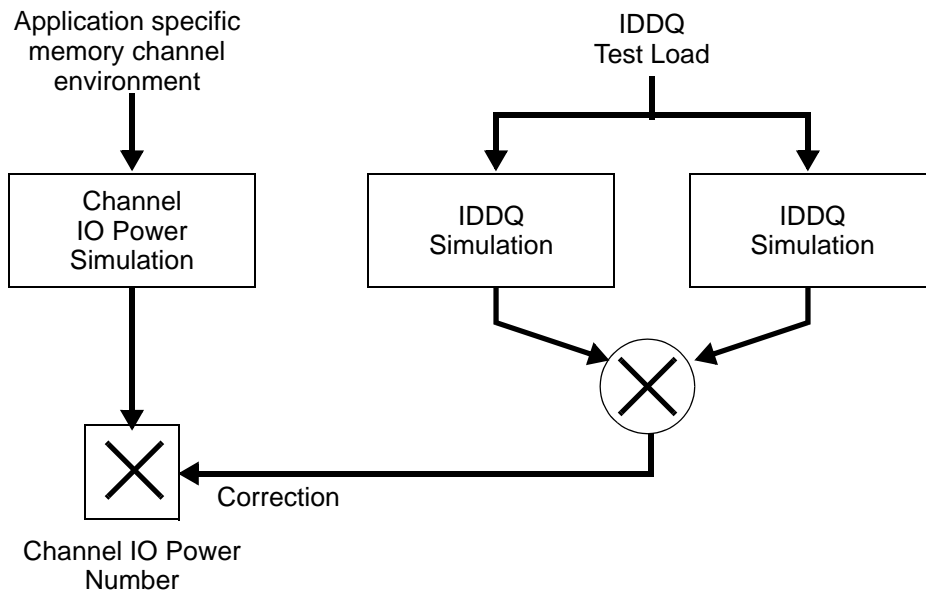 Application specific
memory channel
environment
IDDQ
Test Load
Channel
IO Power
Simulation
IDDQ
Simulation
IDDQ
Simulation
Correction
Channel IO Power
Number